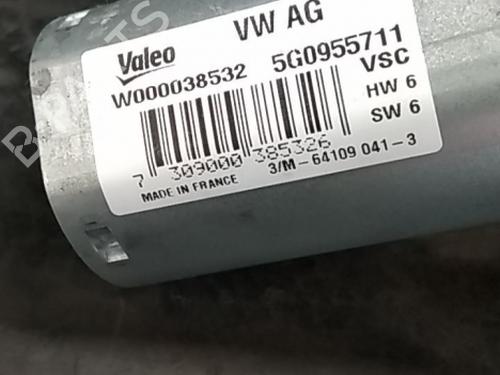 Valeo VW AG
W000038532 5G0955711
VSC
HW 6
SW 6
7 309000 385326
MADE IN FRANCE 3/M-64109 041-3